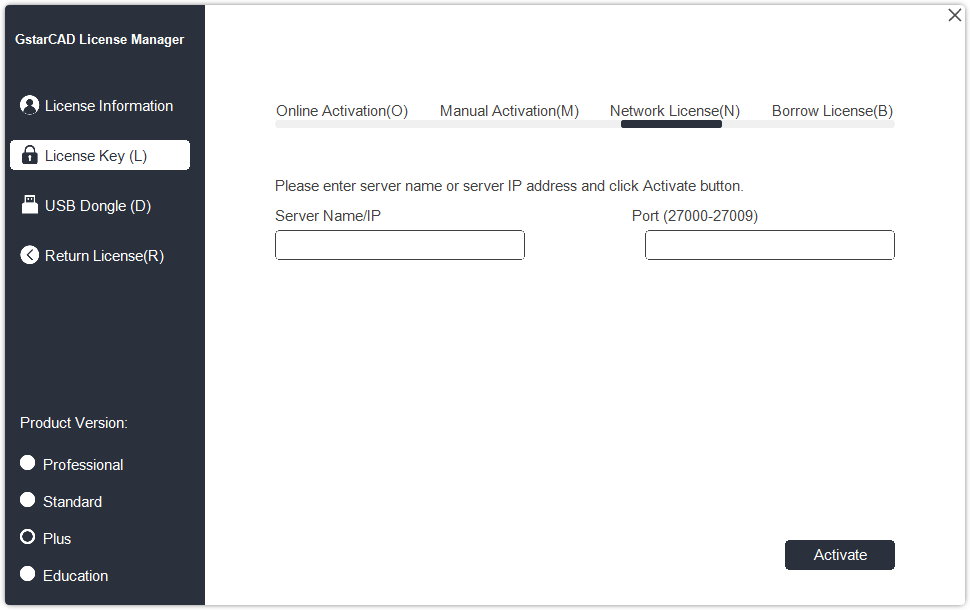 GstarCAD License Manager
License Information
License Key (L)
USB Dongle (D)
Return License(R)
Product Version:
Professional
Standard
Plus
Education
Online Activation(O) Manual Activation(M) Network License(N) Borrow License(B)
Please enter server name or server IP address and click Activate button.
Server Name/IP Port (27000-27009)
Activate